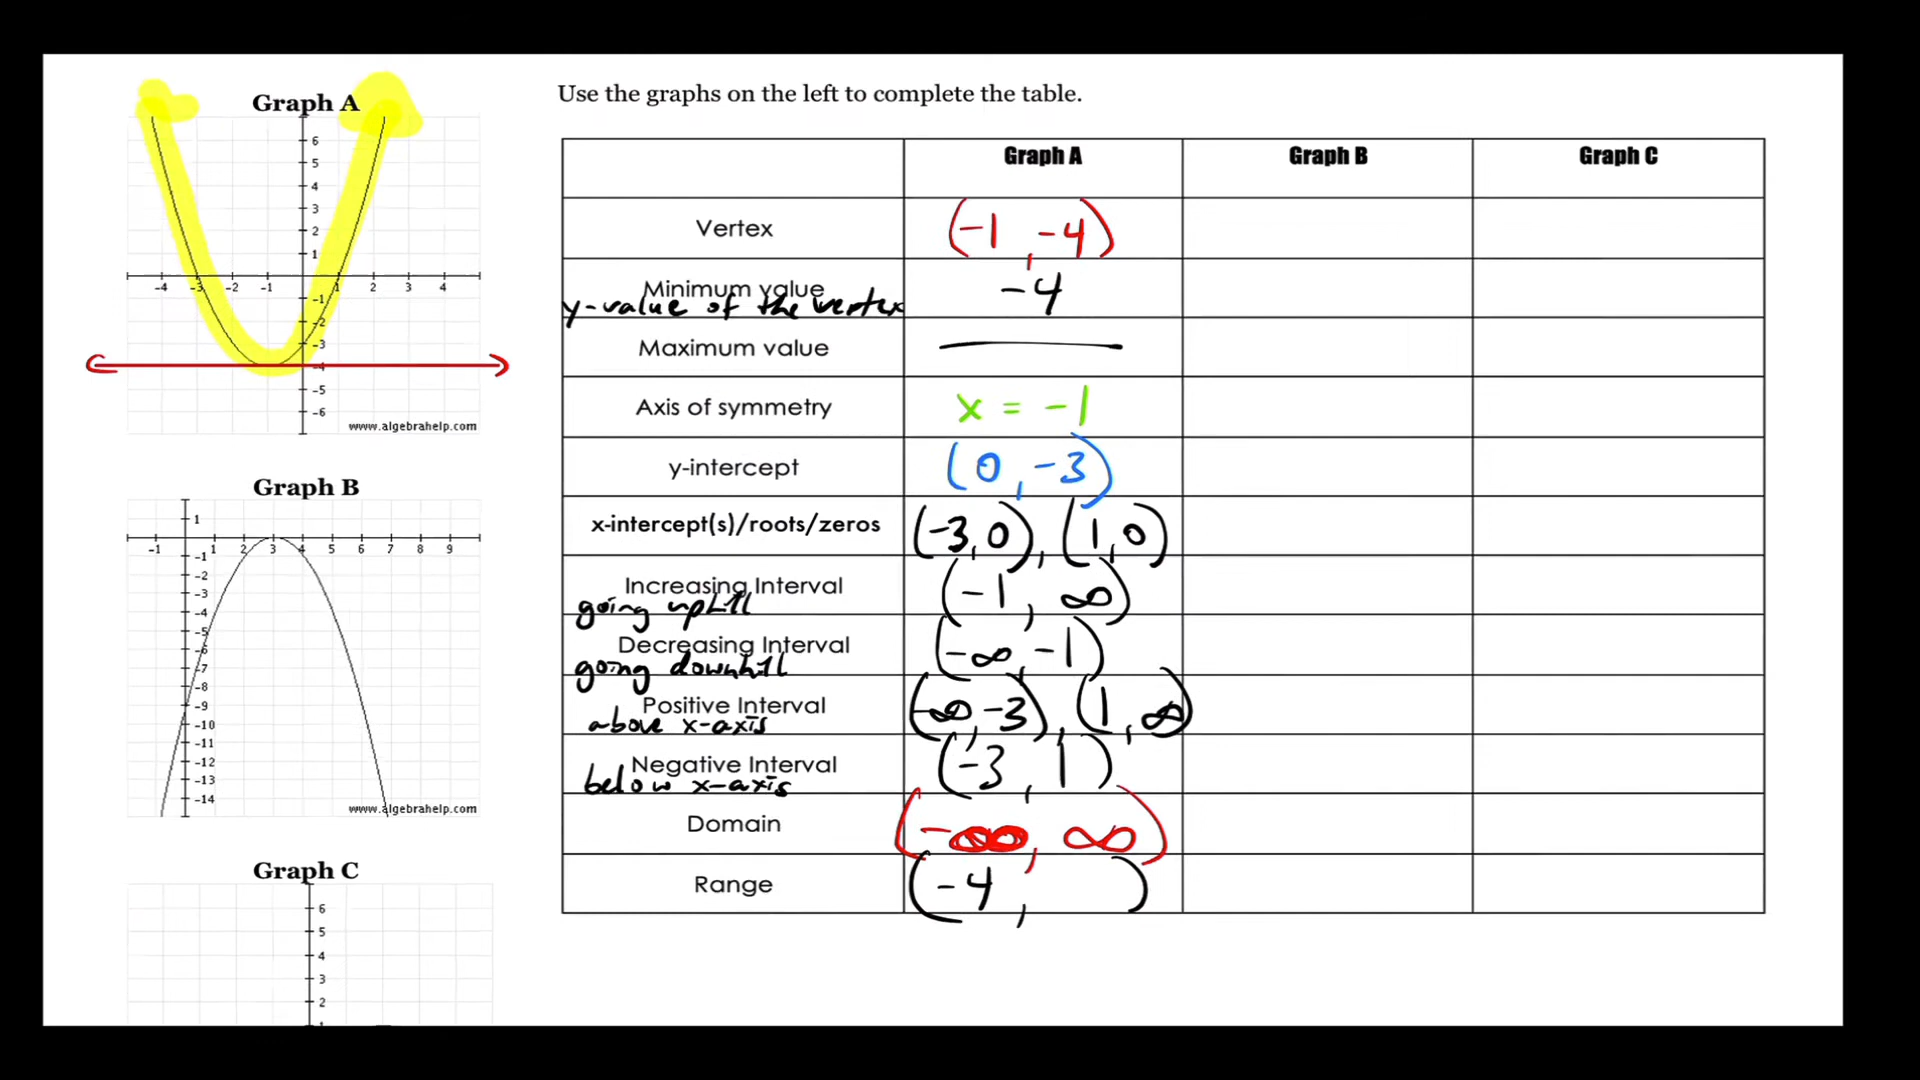 Graph A
6
5
4
3
2
1
-4 -3 -2 -1 1 2 3 4
-1
-2
-3
-4
-5
-6
www.algebrahelp.com
Graph B
1
-1 1 2 3 4 5 6 7 8 9
-1
-2
-3
-4
-5
-6
-7
-8
-9
-10
-11
-12
-13
-14
www.algebrahelp.com
Graph C
6
5
4
3
2
1
Use the graphs on the left to complete the table.
Graph A Graph B Graph C
Vertex (-1, -4)
Minimum value -4
y-value of the vertex
Maximum value
Axis of symmetry x = -1
y-intercept (0, -3)
x-intercept(s)/roots/zeros (-3,0), (1,0)
Increasing Interval (-1, ∞)
going uphill
Decreasing Interval (-∞, -1)
going downhill
Positive Interval (-∞, -3), (1, ∞)
above x-axis
Negative Interval (-3, 1)
below x-axis
Domain (-∞, ∞)
Range (-4, )